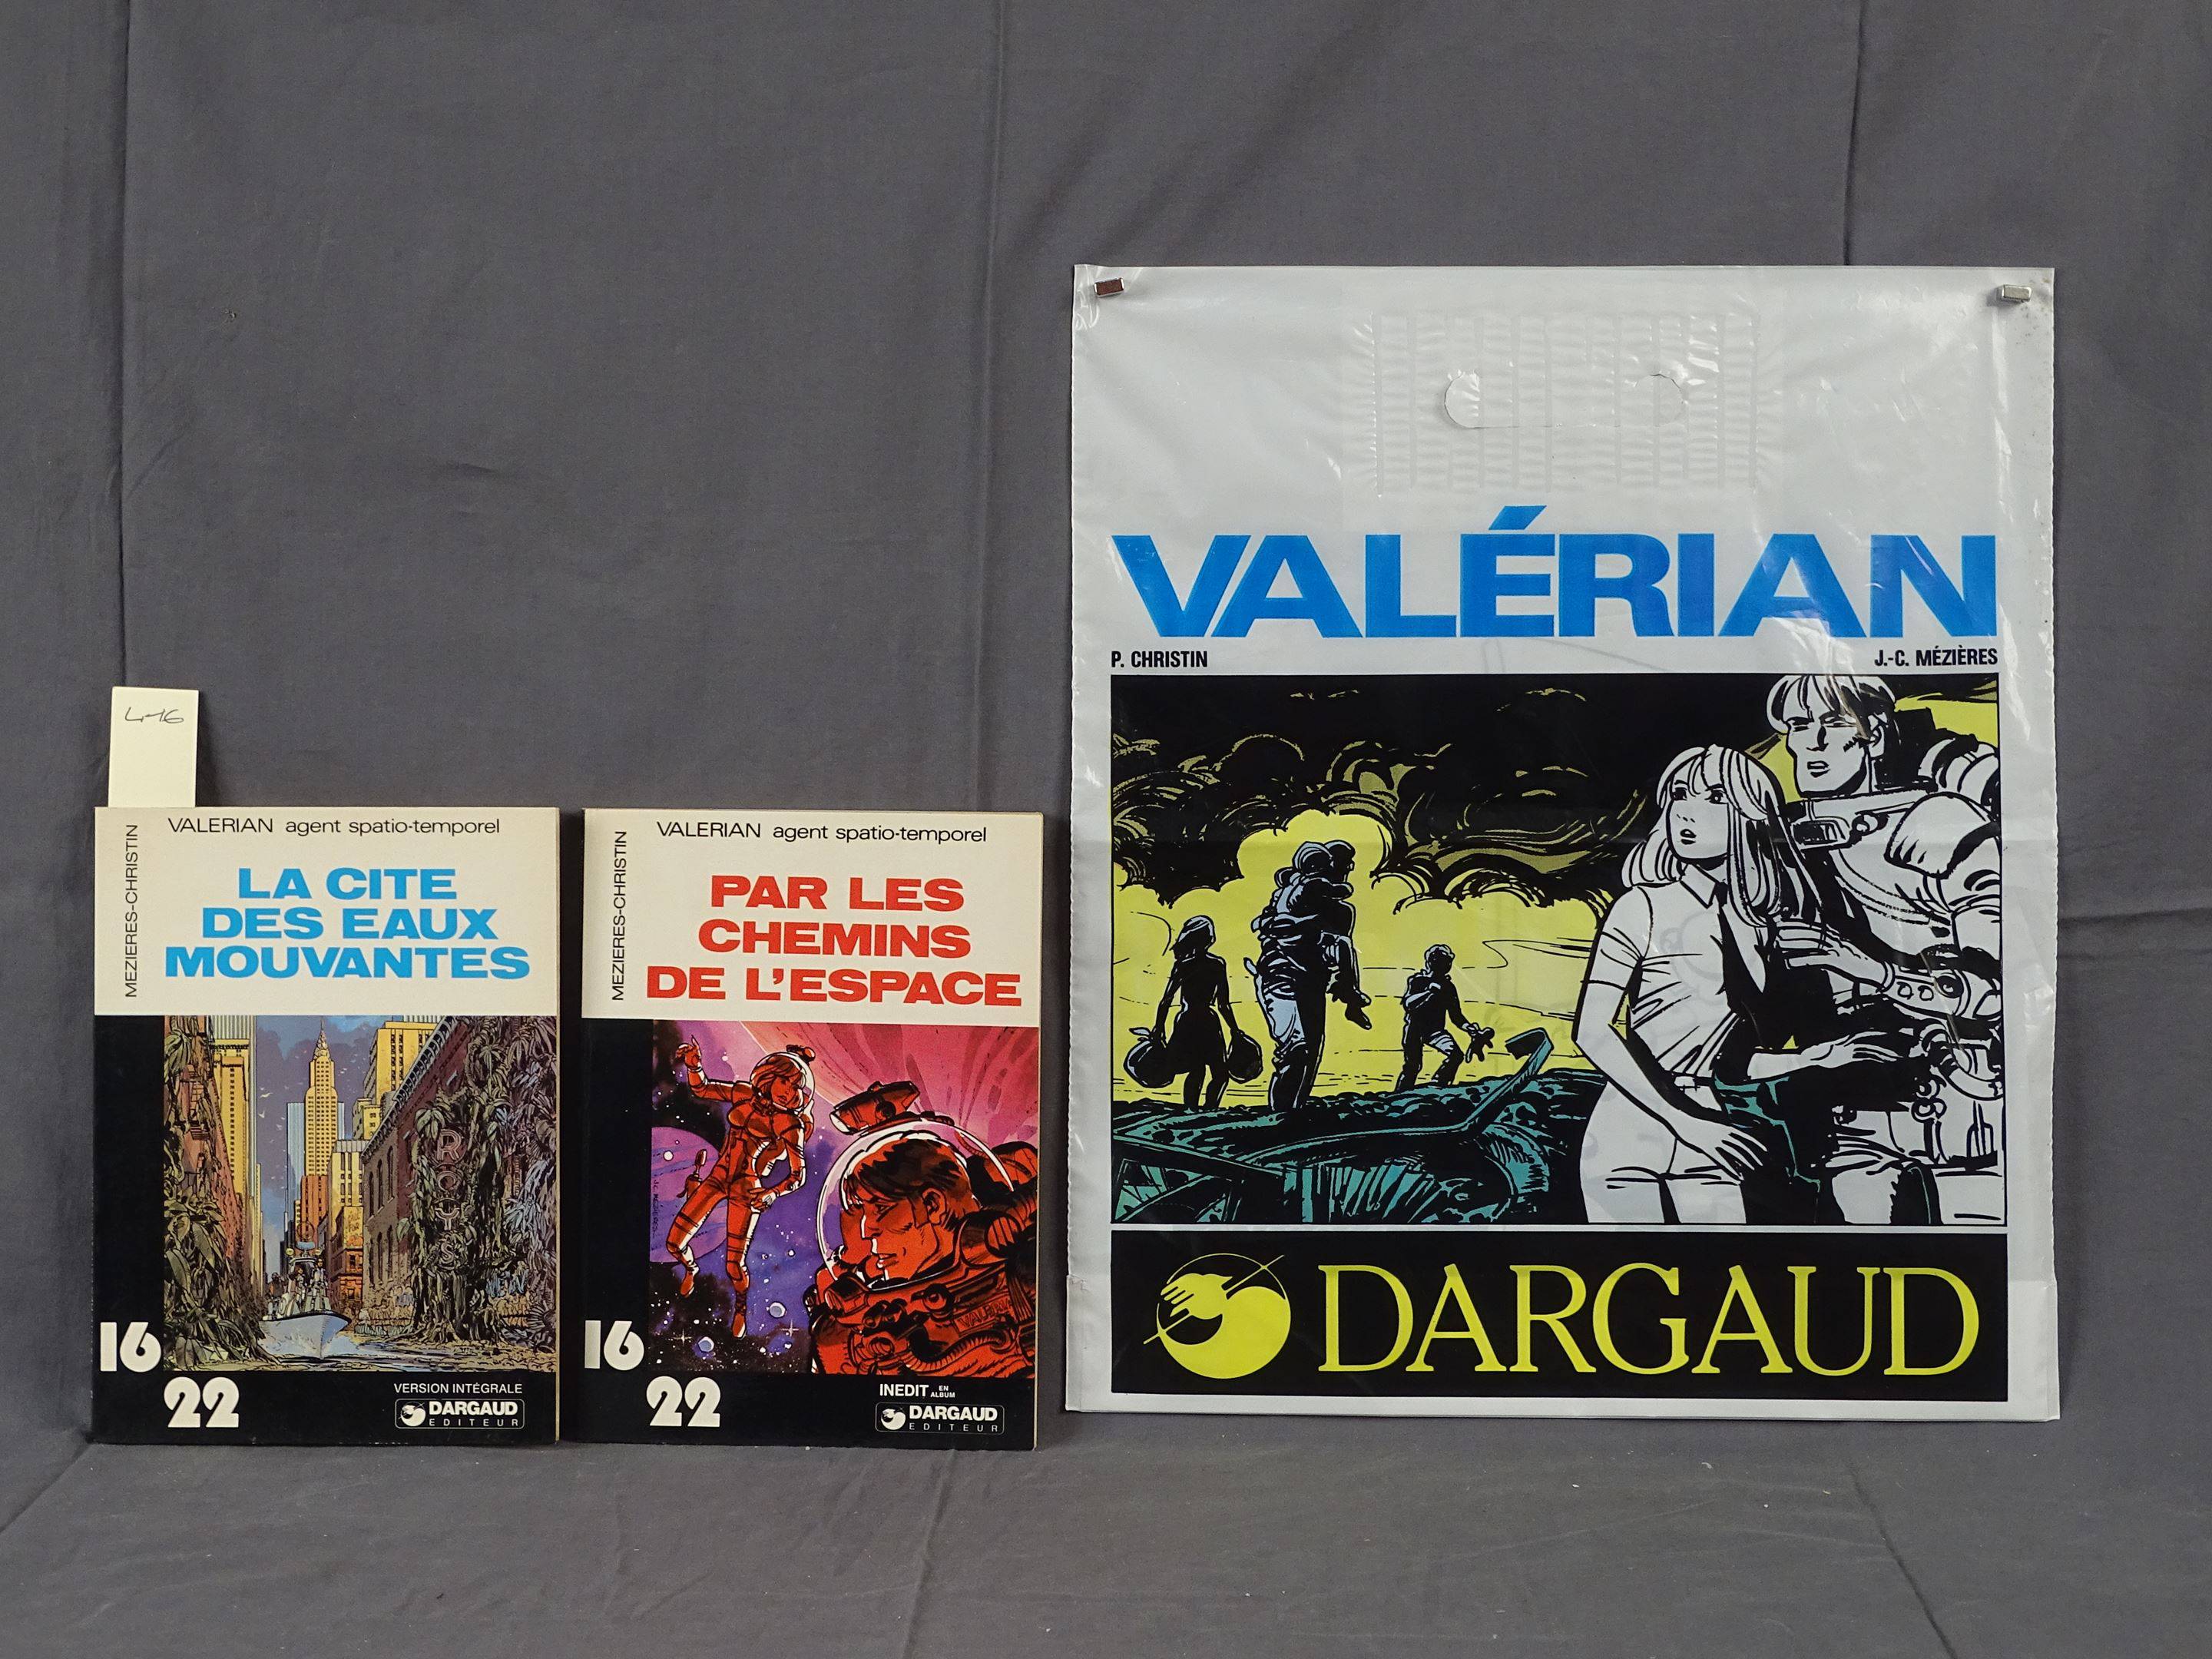 4-16
MEZIERES-CHRISTIN
VALERIAN agent spatio-temporel
LA CITE
DES EAUX
MOUVANTES
ROYS
16
22
VERSION INTÉGRALE
DARGAUD
EDITEUR
MEZIERES-CHRISTIN
VALERIAN agent spatio-temporel
PAR LES
CHEMINS
DE L'ESPACE
VALERIAN
16
22
INEDIT EN
ALBUM
DARGAUD
EDITEUR
VALÉRIAN
P. CHRISTIN
J.-C. MÉZIÈRES
DARGAUD